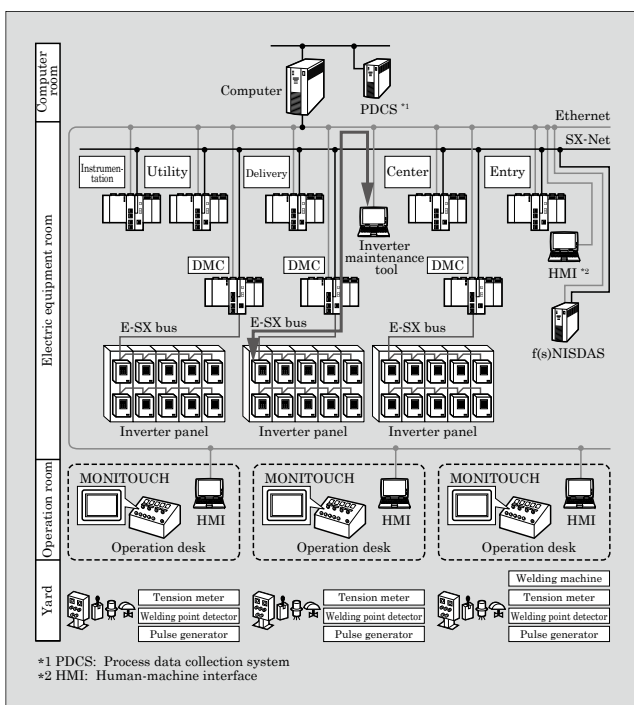 Computer room
Computer
PDCS *1
Ethernet
SX-Net
Electric equipment room
Instrumen-
tation
Utility
Delivery
Center
Entry
Inverter
maintenance
tool
HMI *2
DMC
DMC
DMC
f(s)NISDAS
E-SX bus
E-SX bus
E-SX bus
Inverter panel
Inverter panel
Inverter panel
Operation room
MONITOUCH
HMI
Operation desk
MONITOUCH
HMI
Operation desk
MONITOUCH
HMI
Operation desk
Yard
Tension meter
Welding point detector
Pulse generator
Tension meter
Welding point detector
Pulse generator
Welding machine
Tension meter
Welding point detector
Pulse generator
*1 PDCS: Process data collection system
*2 HMI: Human-machine interface